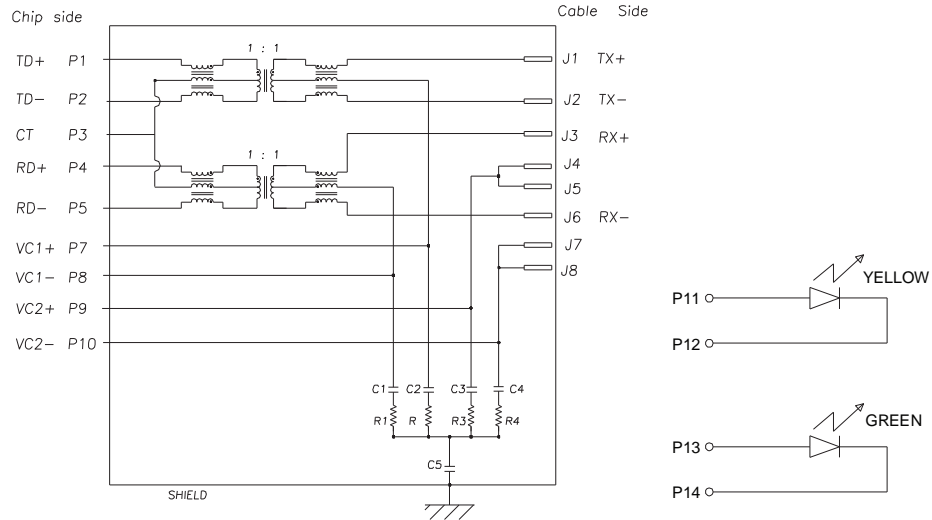 Chip side
Cable Side
1 : 1
TD+ P1
J1 TX+
TD- P2
J2 TX-
CT P3
J3 RX+
1 : 1
RD+ P4
J4
J5
RD- P5
J6 RX-
VC1+ P7
J7
VC1- P8
J8
VC2+ P9
VC2- P10
C1
C2
C3
C4
R1
R
R3
R4
C5
SHIELD
YELLOW
P11
P12
GREEN
P13
P14